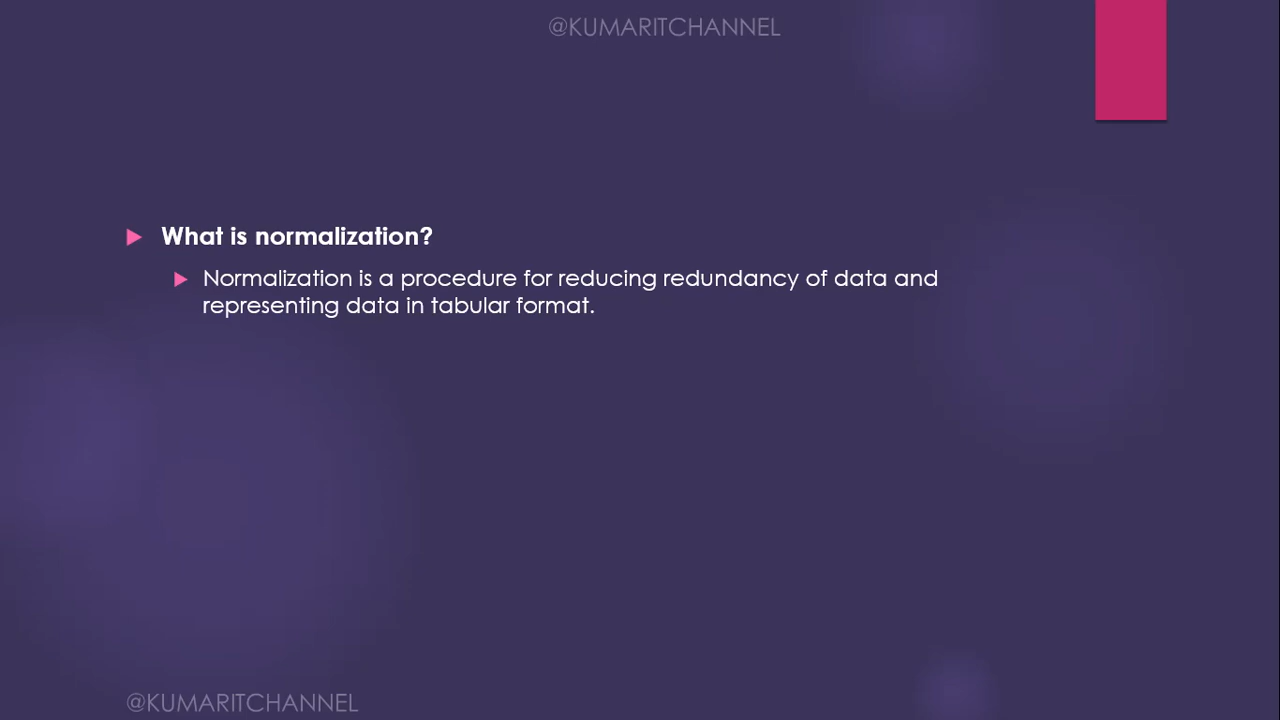 @KUMARITCHANNEL
What is normalization?
Normalization is a procedure for reducing redundancy of data and
representing data in tabular format.
@KUMARITCHANNEL